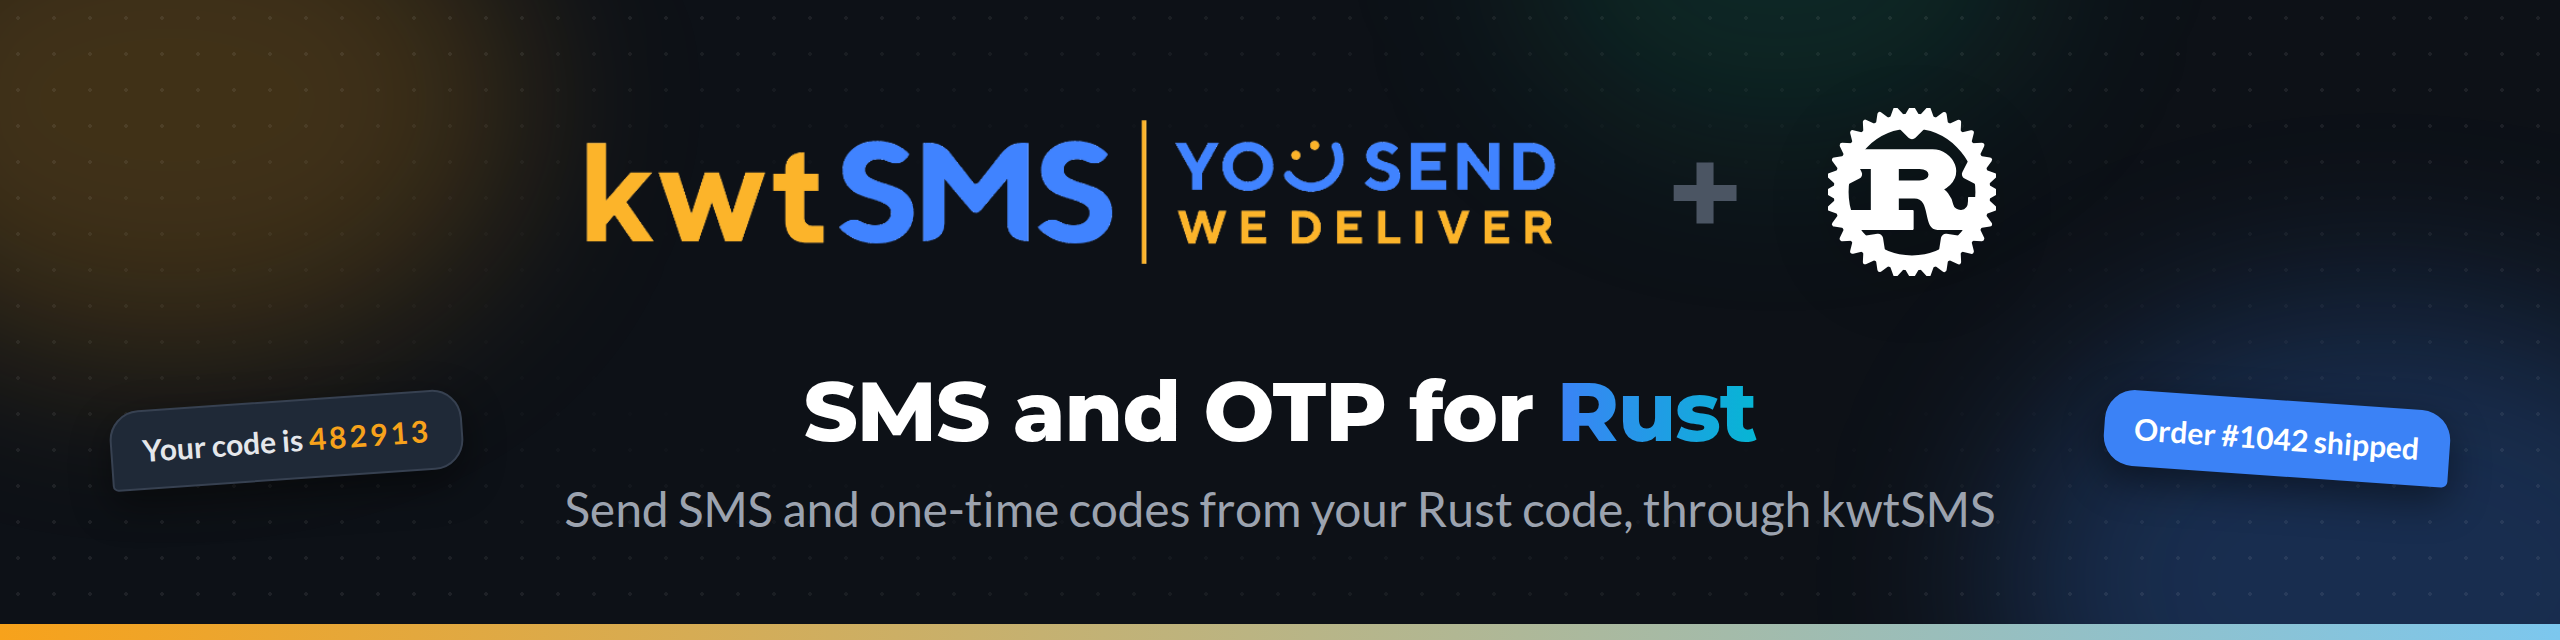 kwtSMS
YOU SEND
WE DELIVER
+
R
SMS and OTP for Rust
Your code is 482913
Order #1042 shipped
Send SMS and one-time codes from your Rust code, through kwtSMS